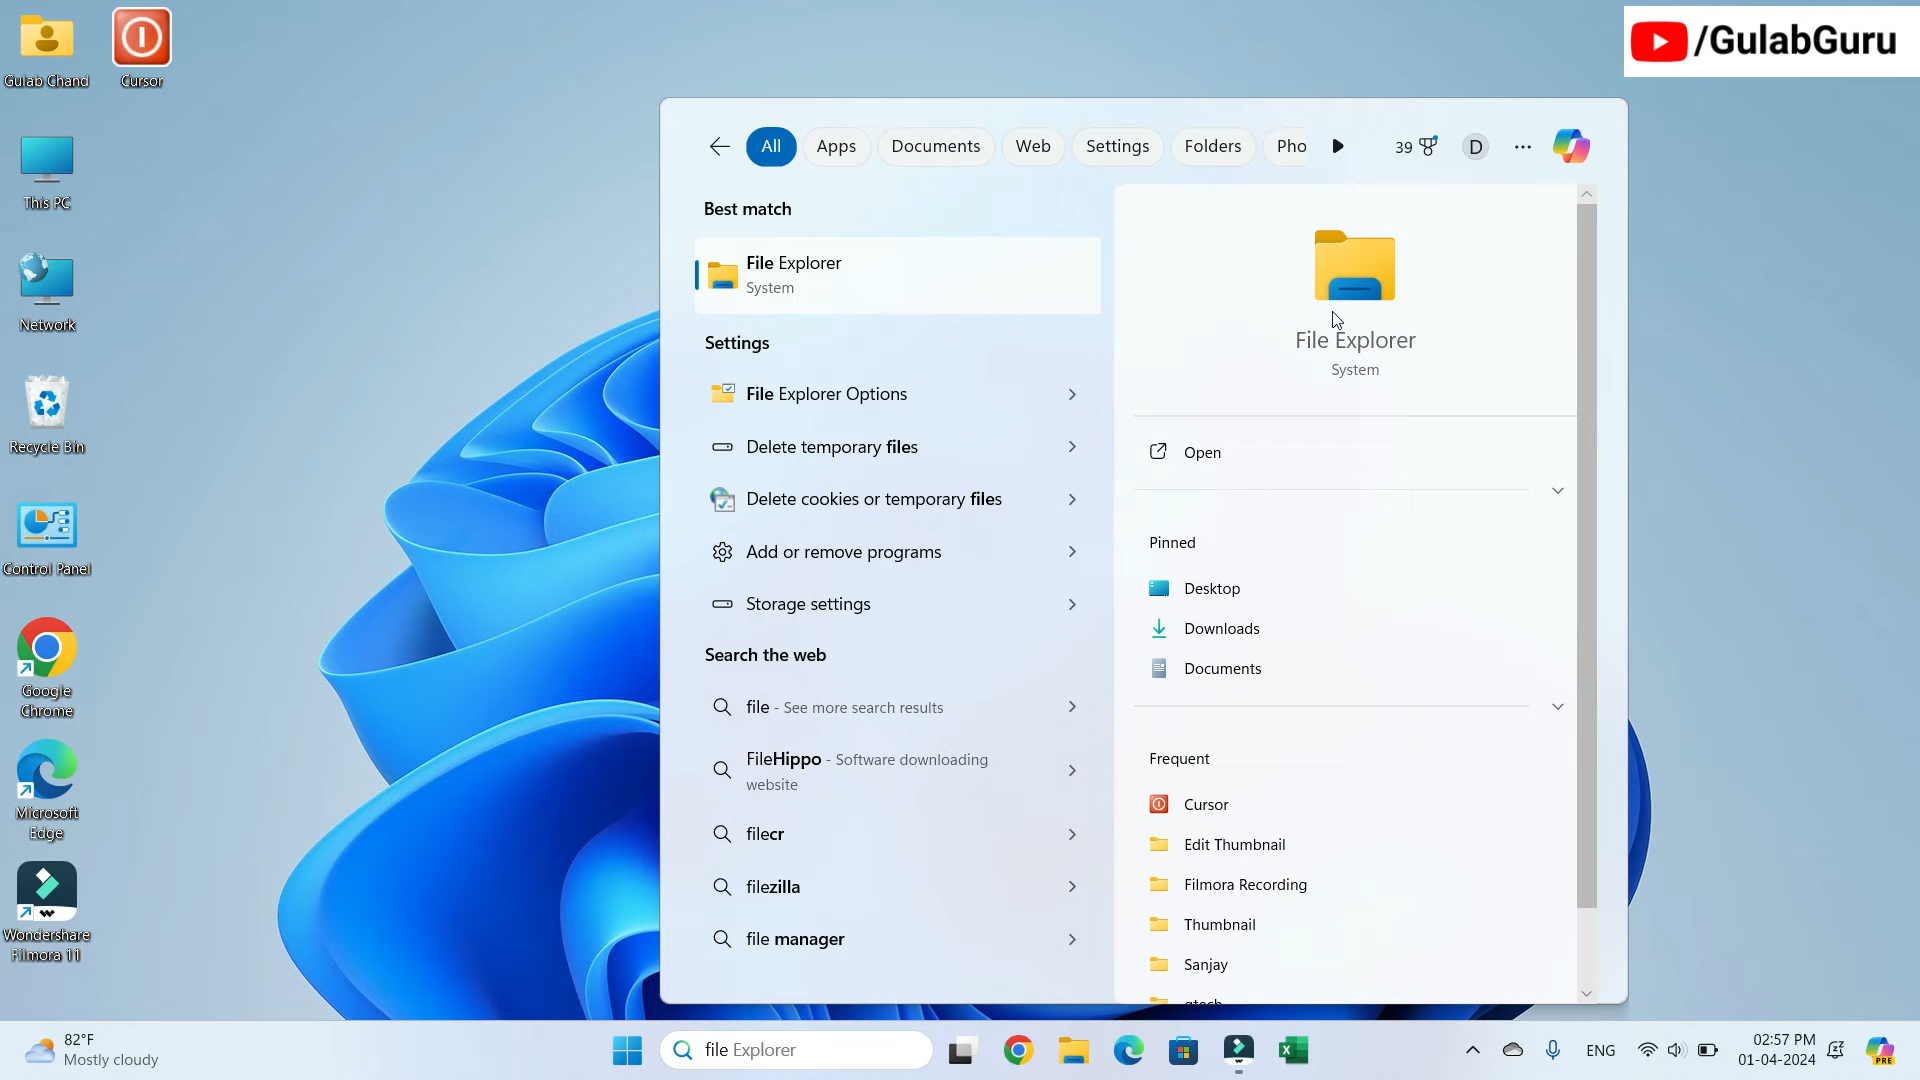 Gulab Chand
Cursor
This PC
Network
Recycle Bin
Control Panel
Google
Chrome
Microsoft
Edge
Wondershare
Filmora 11
/GulabGuru
All
Apps
Documents
Web
Settings
Folders
Pho
39
D
Best match
File Explorer
System
Settings
File Explorer Options
Delete temporary files
Delete cookies or temporary files
Add or remove programs
Storage settings
Search the web
file - See more search results
FileHippo - Software downloading
website
filecr
filezilla
file manager
File Explorer
System
Open
Pinned
Desktop
Downloads
Documents
Frequent
Cursor
Edit Thumbnail
Filmora Recording
Thumbnail
Sanjay
82°F
Mostly cloudy
file Explorer
ENG
02:57 PM
01-04-2024
PRE